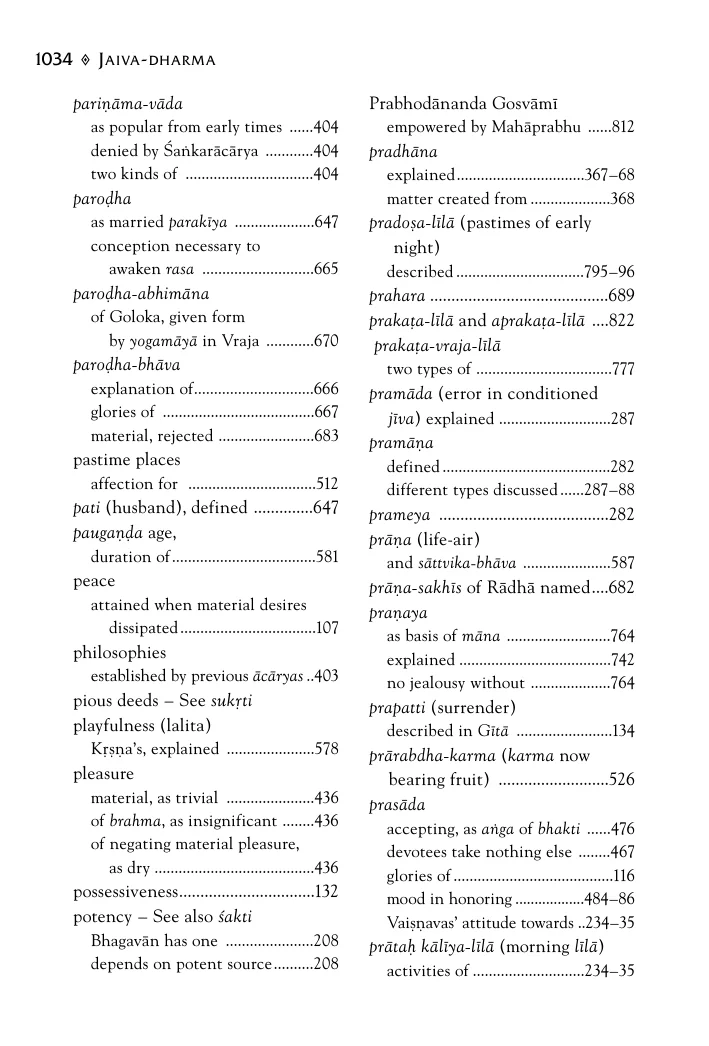 1034 ◈ JAIVA-DHARMA
pariṇāma-vāda
as popular from early times ......404
denied by Śaṅkarācārya ............404
two kinds of ................................404
paroḍha
as married parakīya ....................647
conception necessary to
awaken rasa ............................665
paroḍha-abhimāna
of Goloka, given form
by yogamāyā in Vraja ............670
paroḍha-bhāva
explanation of..............................666
glories of ......................................667
material, rejected ........................683
pastime places
affection for ................................512
pati (husband), defined ..............647
paugaṇḍa age,
duration of....................................581
peace
attained when material desires
dissipated..................................107
philosophies
established by previous ācāryas ..403
pious deeds – See sukṛti
playfulness (lalita)
Kṛṣṇa's, explained ......................578
pleasure
material, as trivial ......................436
of brahma, as insignificant ........436
of negating material pleasure,
as dry ........................................436
possessiveness.................................132
potency – See also śakti
Bhagavān has one ......................208
depends on potent source..........208
Prabhodānanda Gosvāmī
empowered by Mahāprabhu ......812
pradhāna
explained................................367–68
matter created from ....................368
pradoṣa-līlā (pastimes of early
night)
described................................795–96
prahara .........................................689
prakaṭa-līlā and aprakaṭa-līlā ....822
prakaṭa-vraja-līlā
two types of ..................................777
pramāda (error in conditioned
jīva) explained ............................287
pramāṇa
defined..........................................282
different types discussed......287–88
prameya .......................................282
prāṇa (life-air)
and sāttvika-bhāva ......................587
prāṇa-sakhīs of Rādhā named....682
praṇaya
as basis of māna ..........................764
explained ......................................742
no jealousy without ....................764
prapatti (surrender)
described in Gītā ........................134
prārabdha-karma (karma now
bearing fruit) .........................526
prasāda
accepting, as aṅga of bhakti ......476
devotees take nothing else ........467
glories of........................................116
mood in honoring.................484–86
Vaiṣṇavas' attitude towards ..234–35
prātaḥ kālīya-līlā (morning līlā)
activities of ............................234–35